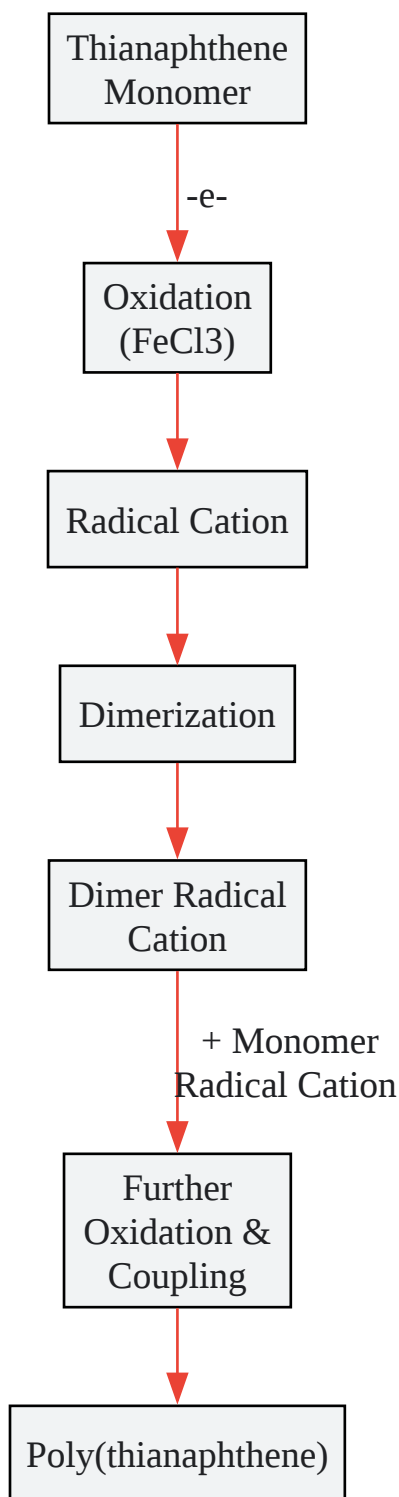 Thianaphthene
Monomer
-e-
Oxidation
(FeCl3)
Radical Cation
Dimerization
Dimer Radical
Cation
+ Monomer
Radical Cation
Further
Oxidation &
Coupling
Poly(thianaphthene)